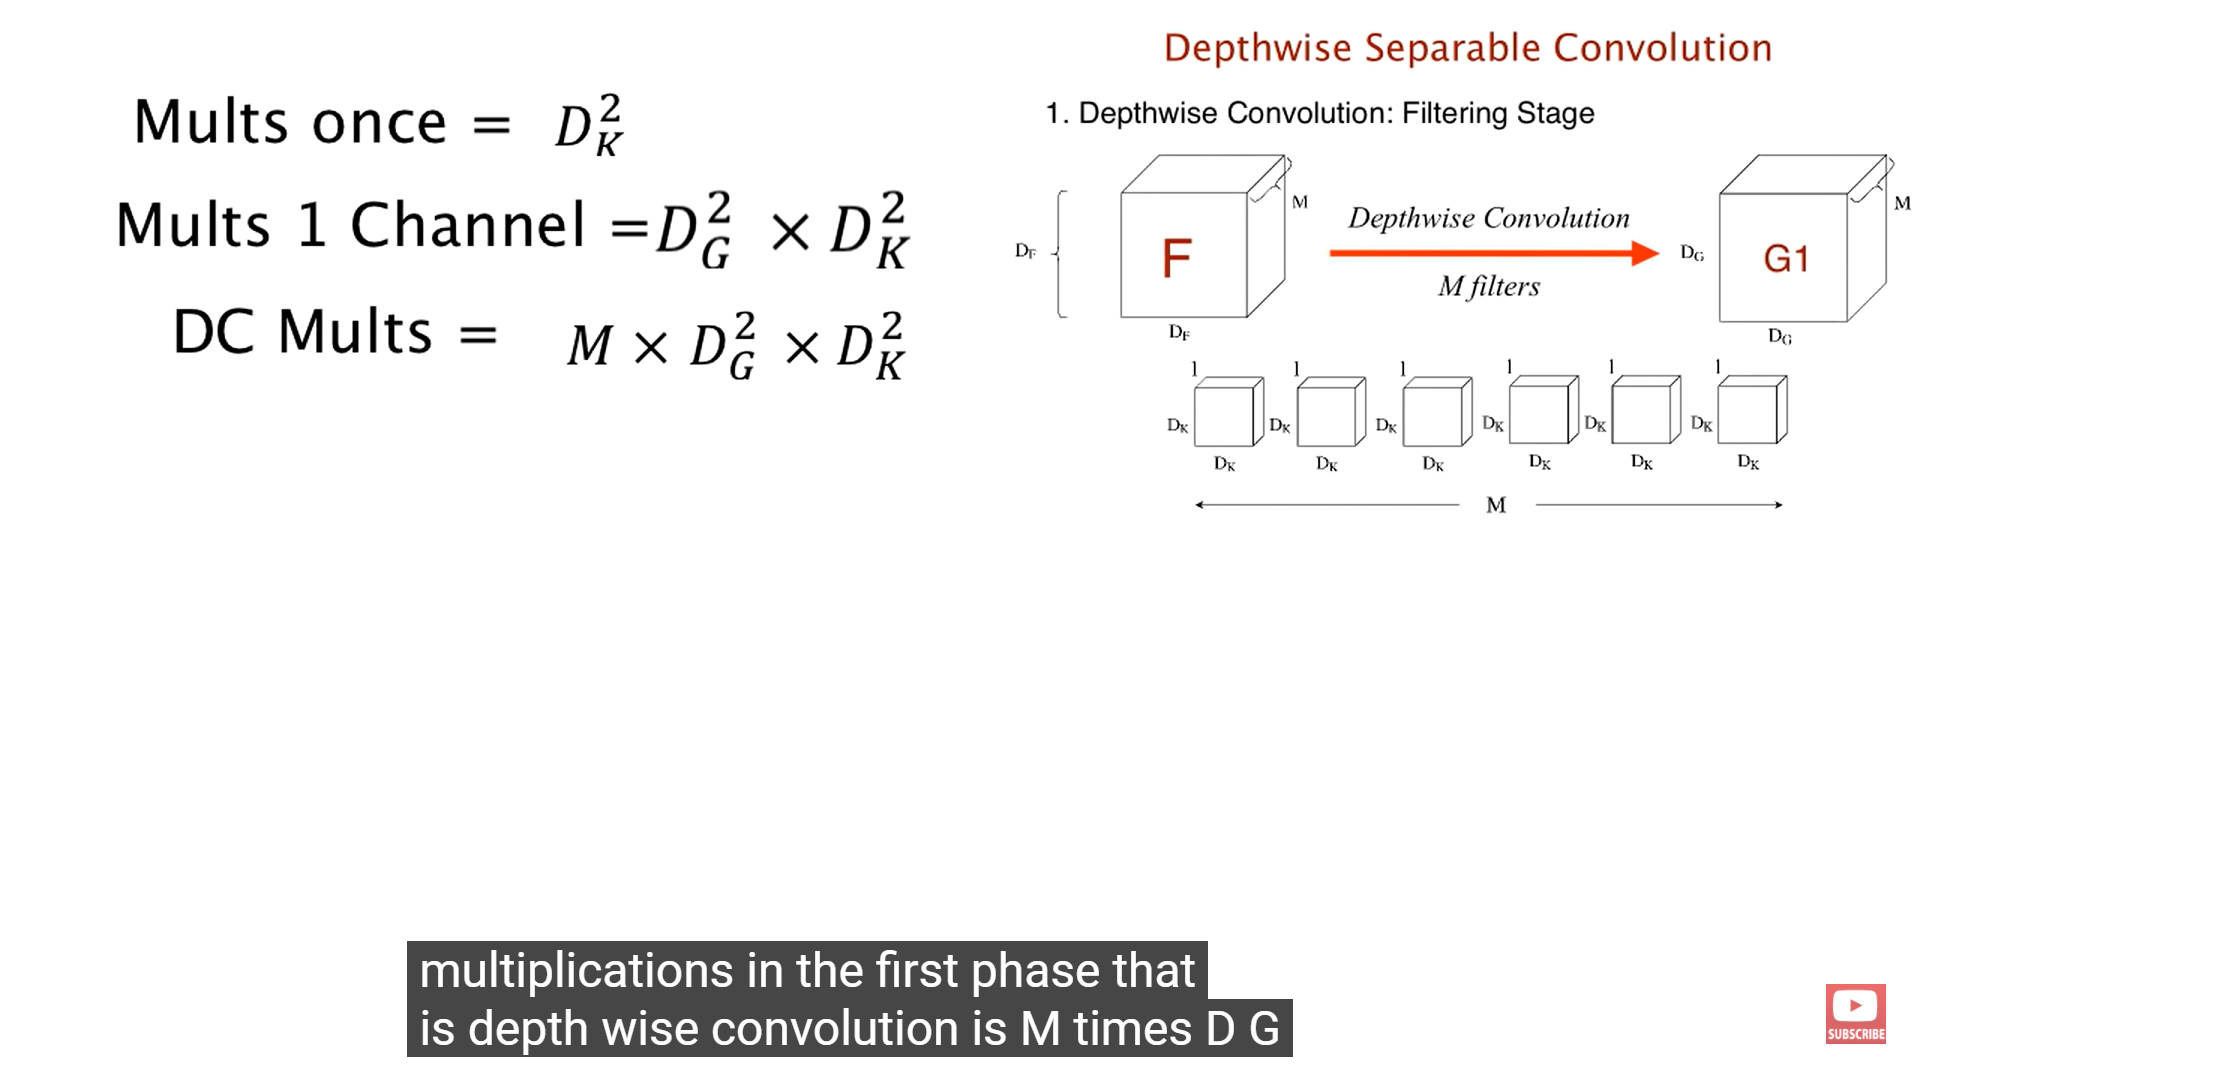 Depthwise Separable Convolution
1. Depthwise Convolution: Filtering Stage
Mults once = D_K^2
Mults 1 Channel =D_G^2 × D_K^2
DC Mults = M × D_G^2 × D_K^2
M
M
Depthwise Convolution
M filters
D_F
F
D_G
G1
D_F
D_G
1 1 1 1 1 1
D_K D_K D_K D_K D_K D_K
D_K D_K D_K D_K D_K D_K
M
multiplications in the first phase that
is depth wise convolution is M times D G
SUBSCRIBE